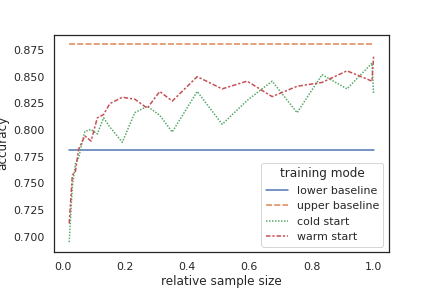 0.875
0.850
0.825
0.800
0.775
0.750
0.725
0.700
accuracy
0.0 0.2 0.4 0.6 0.8 1.0
relative sample size
training mode
lower baseline
upper baseline
cold start
warm start